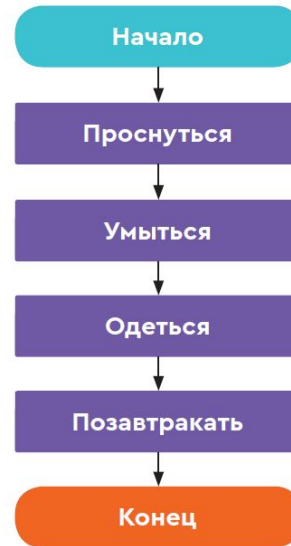 Начало
Проснуться
Умыться
Одеться
Позавтракать
Конец